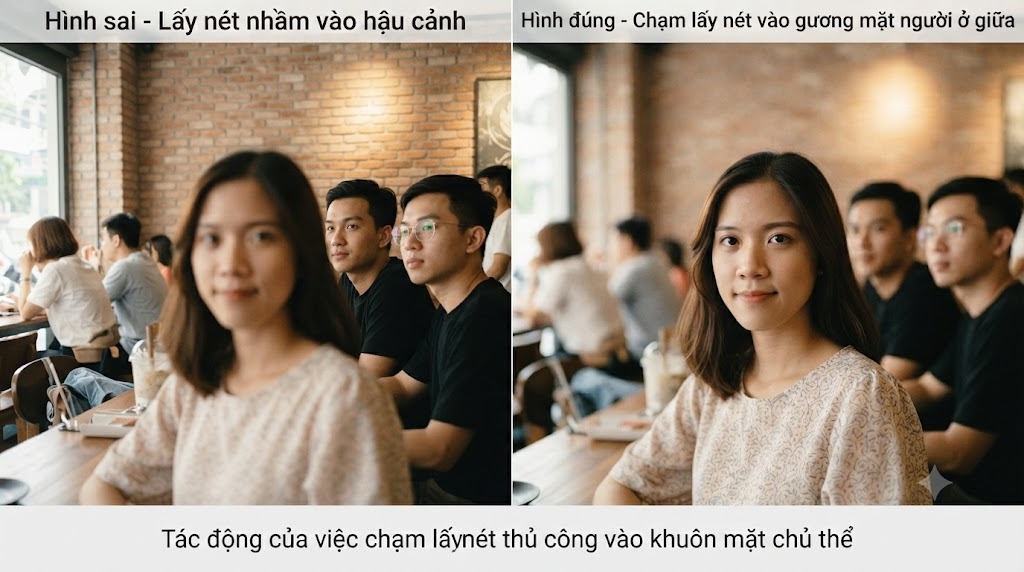 Hình sai - Lấy nét nhầm vào hậu cảnh
Hình đúng - Chạm lấy nét vào gương mặt người ở giữa
Tác động của việc chạm lấynét thủ công vào khuôn mặt chủ thể